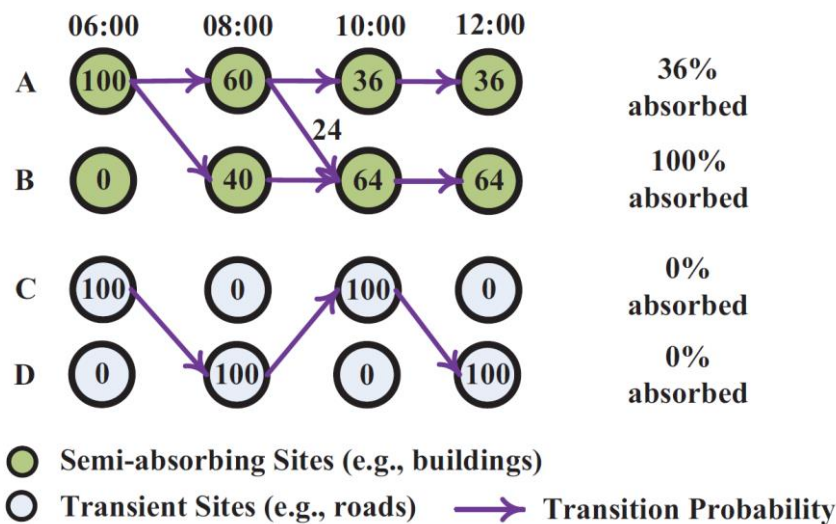 06:00 08:00 10:00 12:00
A 100 60 36 36 36%
absorbed
24
B 0 40 64 64 100%
absorbed
C 100 0 100 0 0%
absorbed
D 0 100 0 100 0%
absorbed
Semi-absorbing Sites (e.g., buildings)
Transient Sites (e.g., roads) Transition Probability